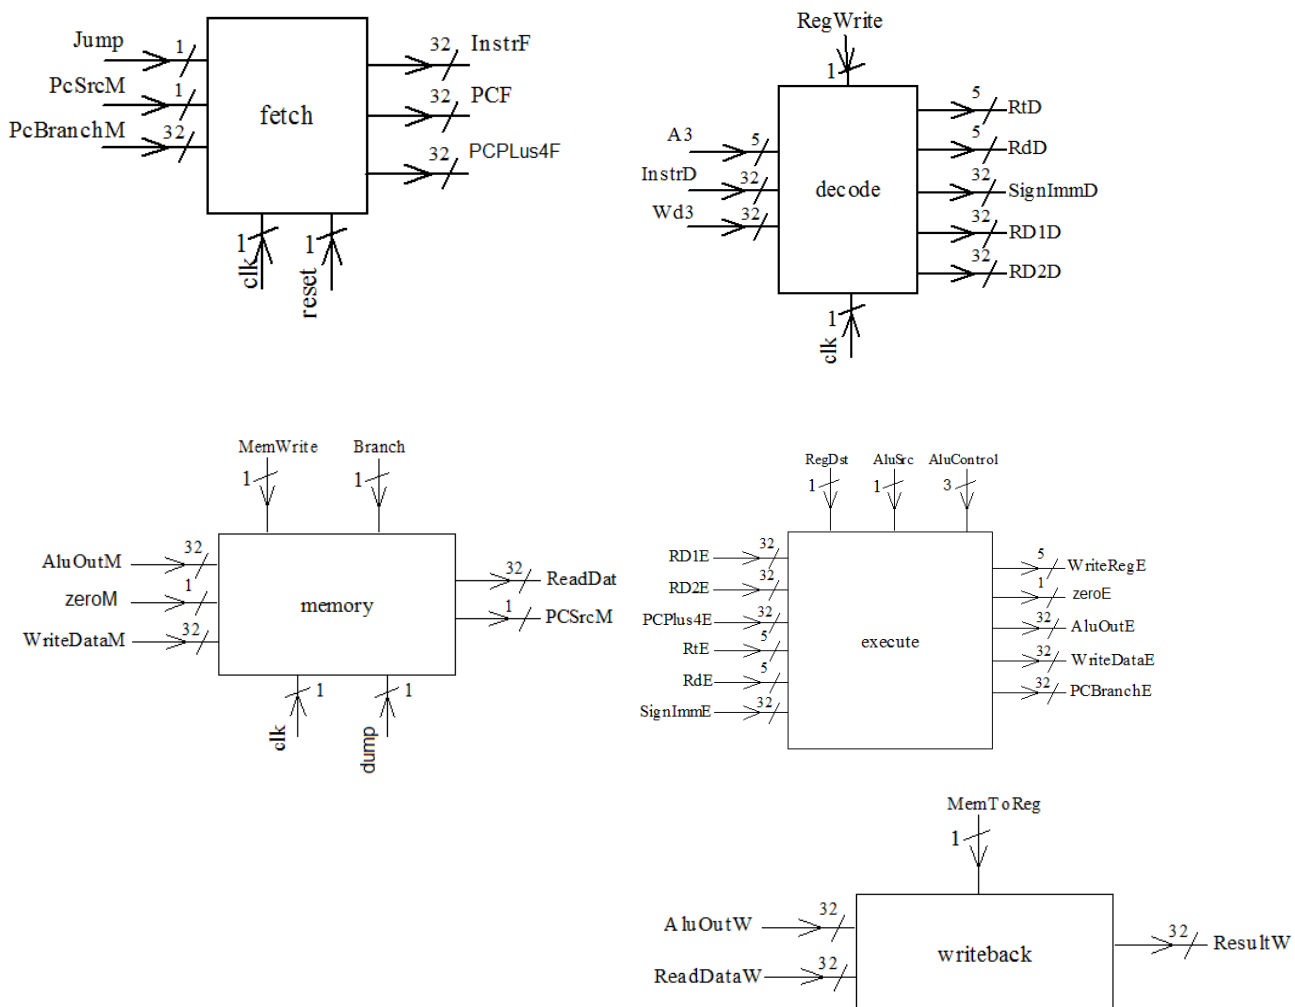 Jump
1
PcSrcM
1
PcBranchM
32
fetch
32
InstrF
32
PCF
32
PCPLus4F
1
clk
1
reset
RegWrite
1
A3
5
InstrD
32
Wd3
32
decode
5
RtD
5
RdD
32
SignImmD
32
RD1D
32
RD2D
1
clk
MemWrite
1
Branch
1
AluOutM
32
zeroM
1
WriteDataM
32
memory
32
ReadDat
1
PCSrcM
1
clk
1
dump
RegDst
1
AluSrc
1
AluControl
3
RD1E
32
RD2E
32
PCPlus4E
32
RtE
5
RdE
5
SignImmE
32
execute
5
WriteRegE
1
zeroE
32
AluOutE
32
WriteDataE
32
PCBranchE
MemToReg
1
AluOutW
32
ReadDataW
32
writeback
32
ResultW